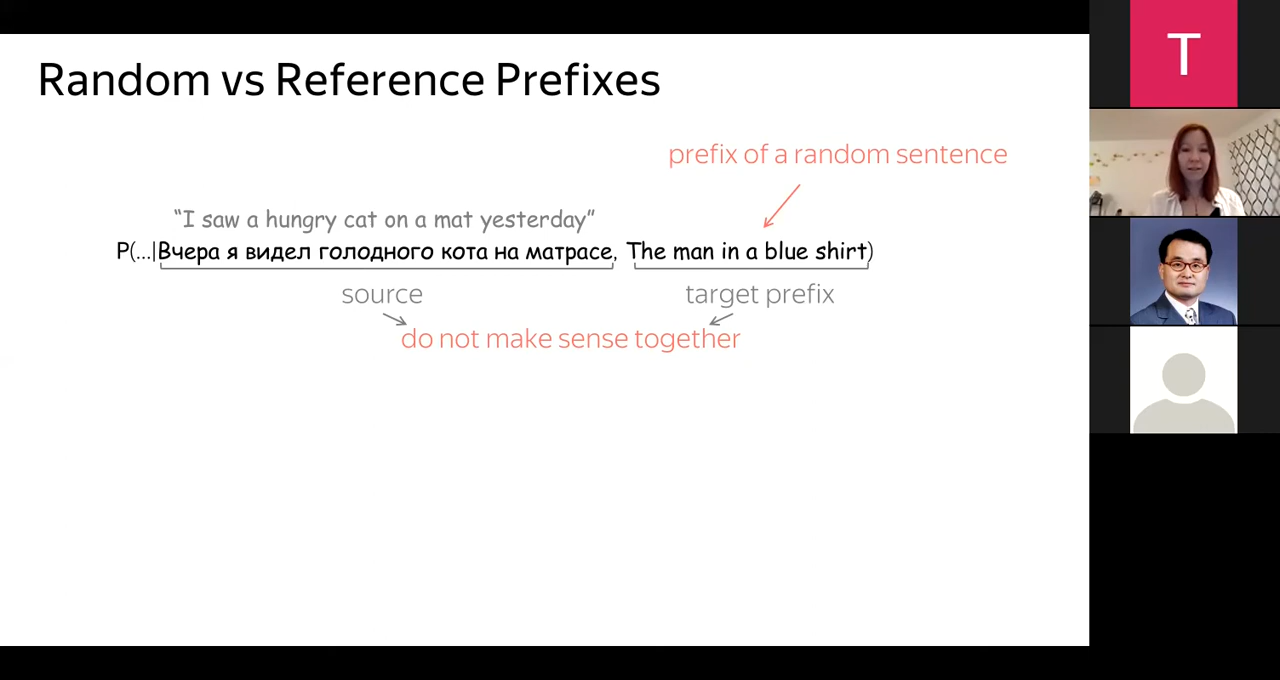 Random vs Reference Prefixes
T
prefix of a random sentence
“I saw a hungry cat on a mat yesterday”
P(...|Вчера я видел голодного кота на матрасе, The man in a blue shirt)
source
target prefix
do not make sense together